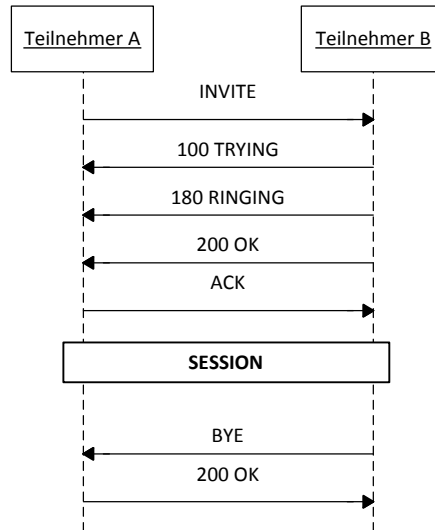 Teilnehmer A
Teilnehmer B
INVITE
100 TRYING
180 RINGING
200 OK
ACK
SESSION
BYE
200 OK